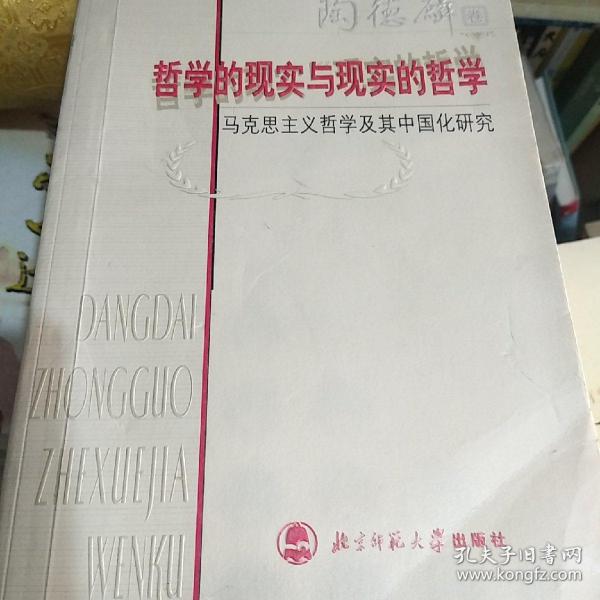 陶德麟 卷
哲学的现实与现实的哲学
马克思主义哲学及其中国化研究
DANGDAI
ZHONGGUO
ZHEXUEJIA
WENKU
北京师范大学出版社
孔夫子旧书网
www.kongfz.com